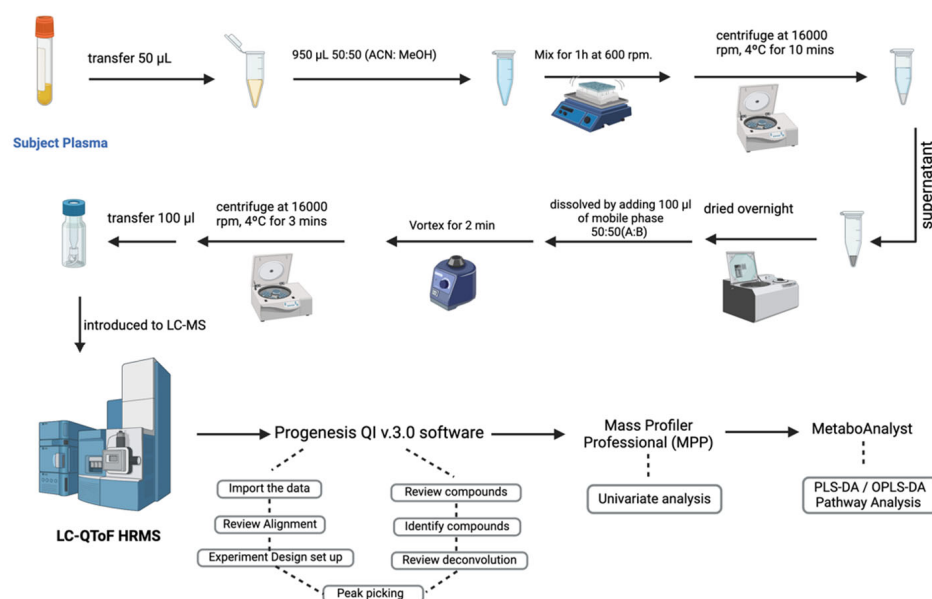 transfer 50 µL
950 µL 50:50 (ACN: MeOH)
Mix for 1h at 600 rpm.
centrifuge at 16000
rpm, 4ºC for 10 mins
Subject Plasma
supernatant
dried overnight
dissolved by adding 100 µl
of mobile phase
50:50(A:B)
Vortex for 2 min
centrifuge at 16000
rpm, 4ºC for 3 mins
transfer 100 µl
introduced to LC-MS
LC-QToF HRMS
Progenesis QI v.3.0 software
Import the data
Review Alignment
Experiment Design set up
Peak picking
Review compounds
Identify compounds
Review deconvolution
Mass Profiler
Professional (MPP)
Univariate analysis
MetaboAnalyst
PLS-DA / OPLS-DA
Pathway Analysis